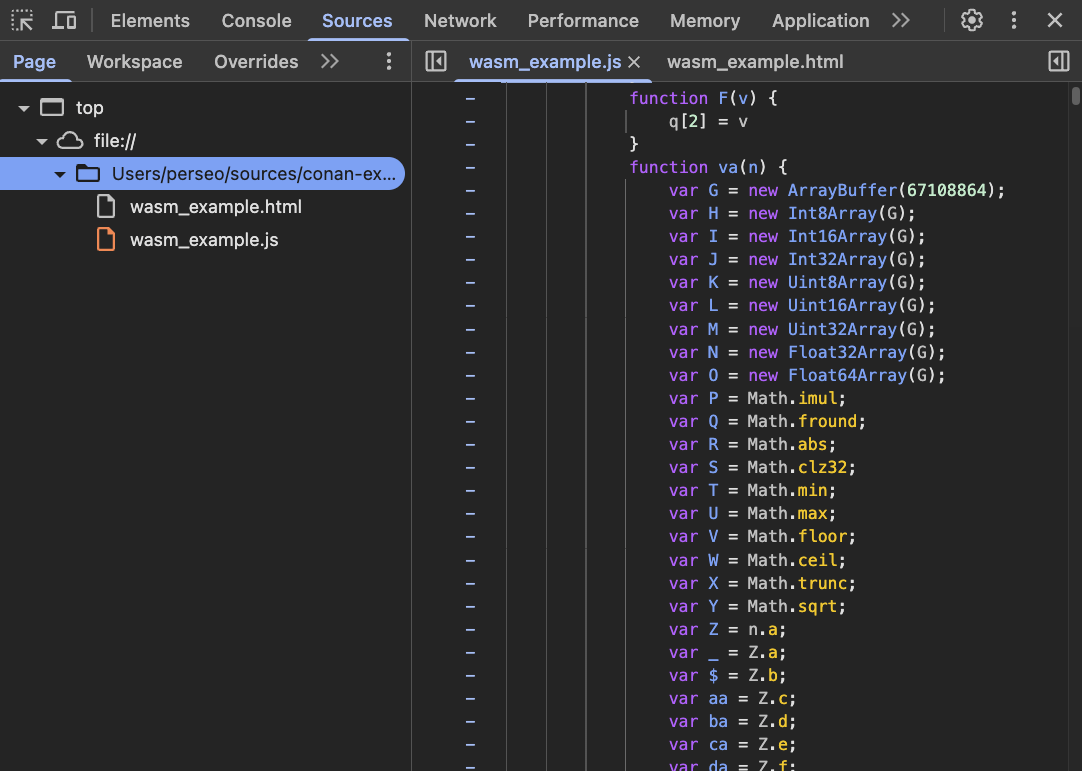 Elements Console Sources Network Performance Memory Application
Page Workspace Overrides
wasm_example.js wasm_example.html
top
file://
Users/perseo/sources/conan-ex...
wasm_example.html
wasm_example.js
function F(v) {
q[2] = v
}
function va(n) {
var G = new ArrayBuffer(67108864);
var H = new Int8Array(G);
var I = new Int16Array(G);
var J = new Int32Array(G);
var K = new Uint8Array(G);
var L = new Uint16Array(G);
var M = new Uint32Array(G);
var N = new Float32Array(G);
var O = new Float64Array(G);
var P = Math.imul;
var Q = Math.fround;
var R = Math.abs;
var S = Math.clz32;
var T = Math.min;
var U = Math.max;
var V = Math.floor;
var W = Math.ceil;
var X = Math.trunc;
var Y = Math.sqrt;
var Z = n.a;
var _ = Z.a;
var $ = Z.b;
var aa = Z.c;
var ba = Z.d;
var ca = Z.e;
var da = Z.f;